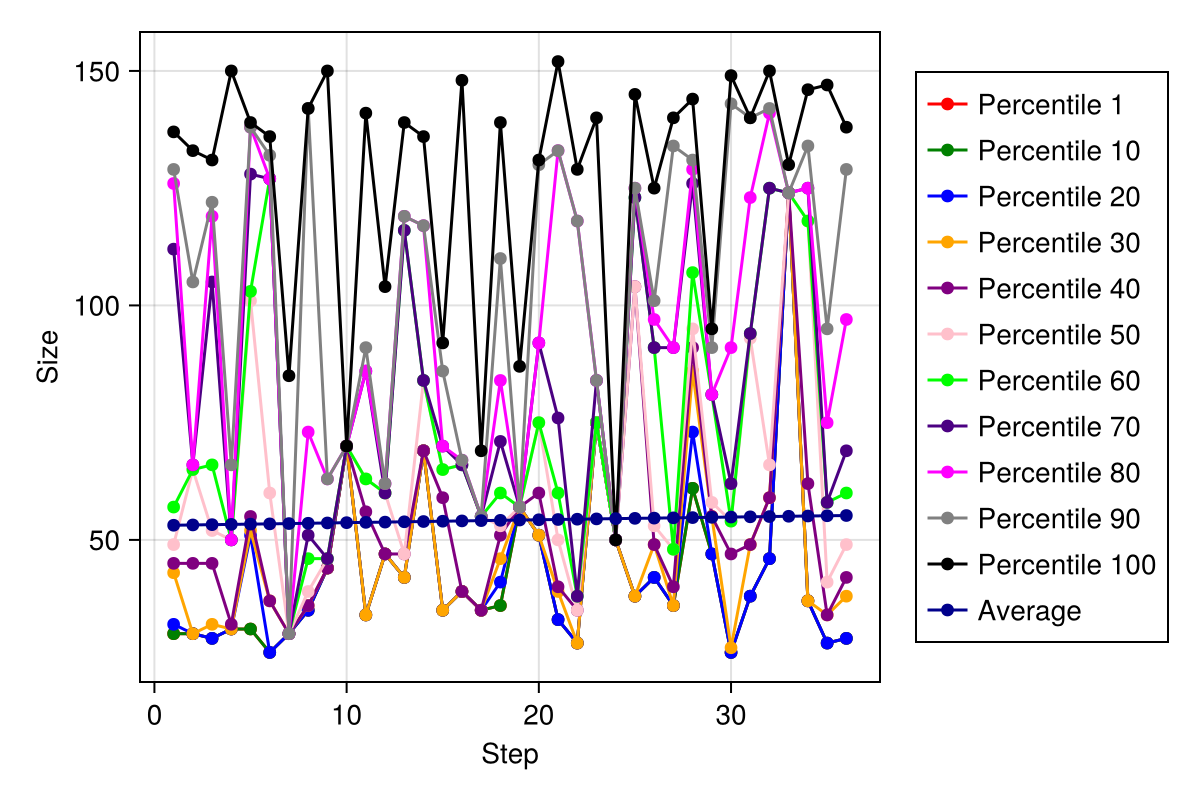 150
100
50
Size
0
10
20
30
Step
Percentile 1
Percentile 10
Percentile 20
Percentile 30
Percentile 40
Percentile 50
Percentile 60
Percentile 70
Percentile 80
Percentile 90
Percentile 100
Average